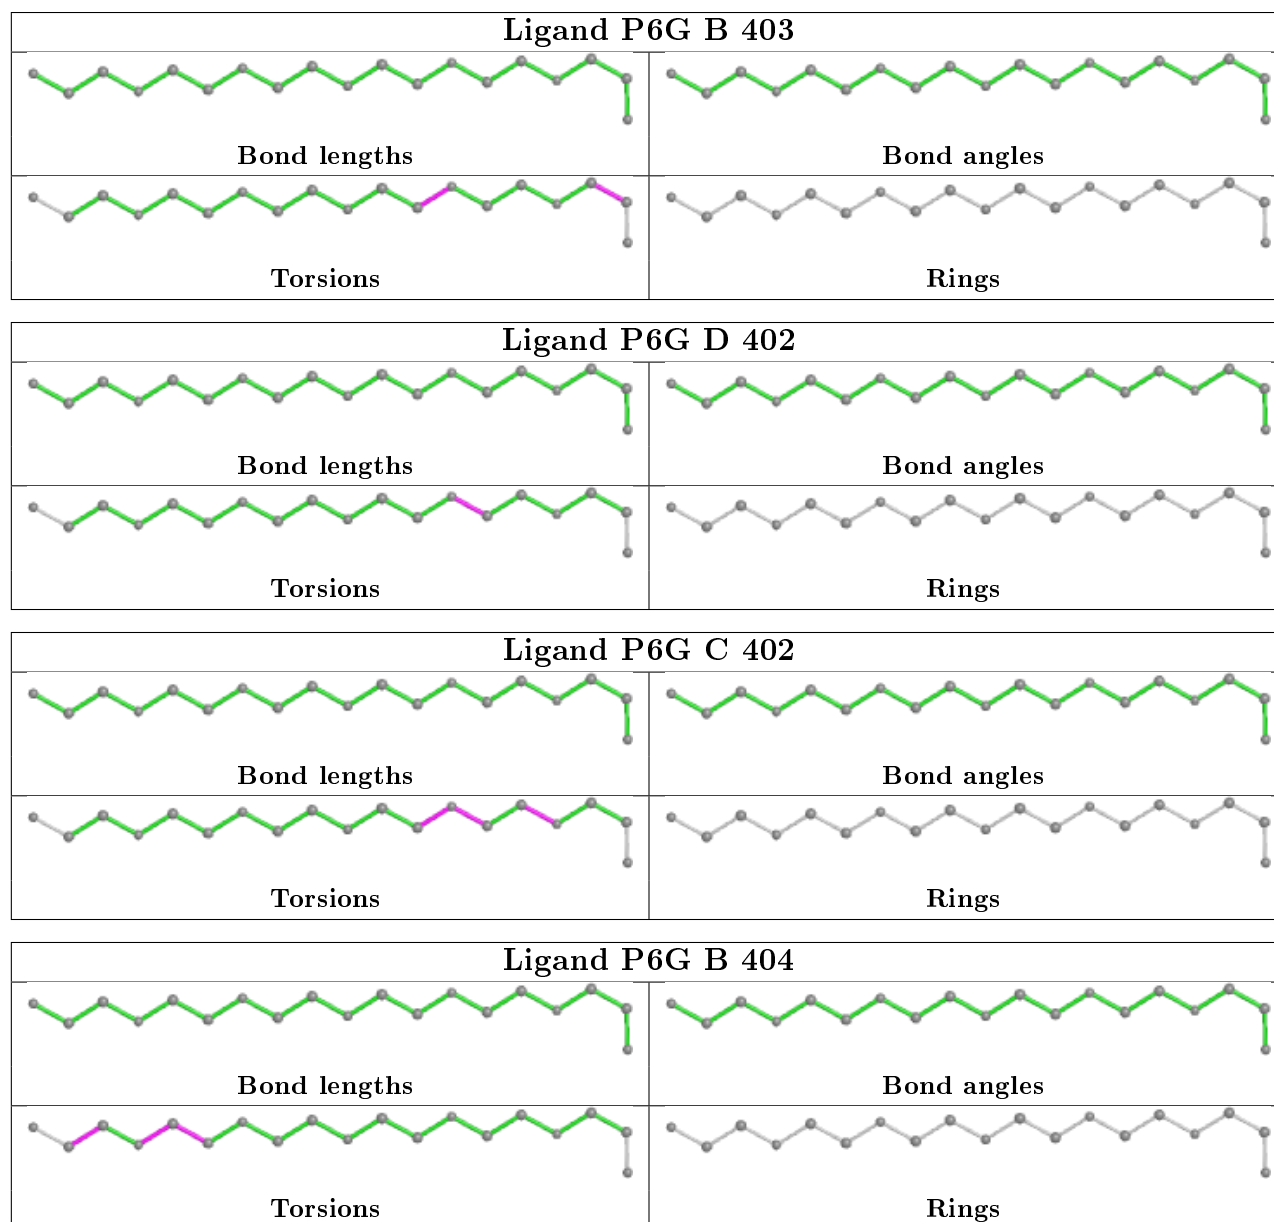 Ligand P6G B 403
Bond lengths Bond angles
Torsions Rings
Ligand P6G D 402
Bond lengths Bond angles
Torsions Rings
Ligand P6G C 402
Bond lengths Bond angles
Torsions Rings
Ligand P6G B 404
Bond lengths Bond angles
Torsions Rings